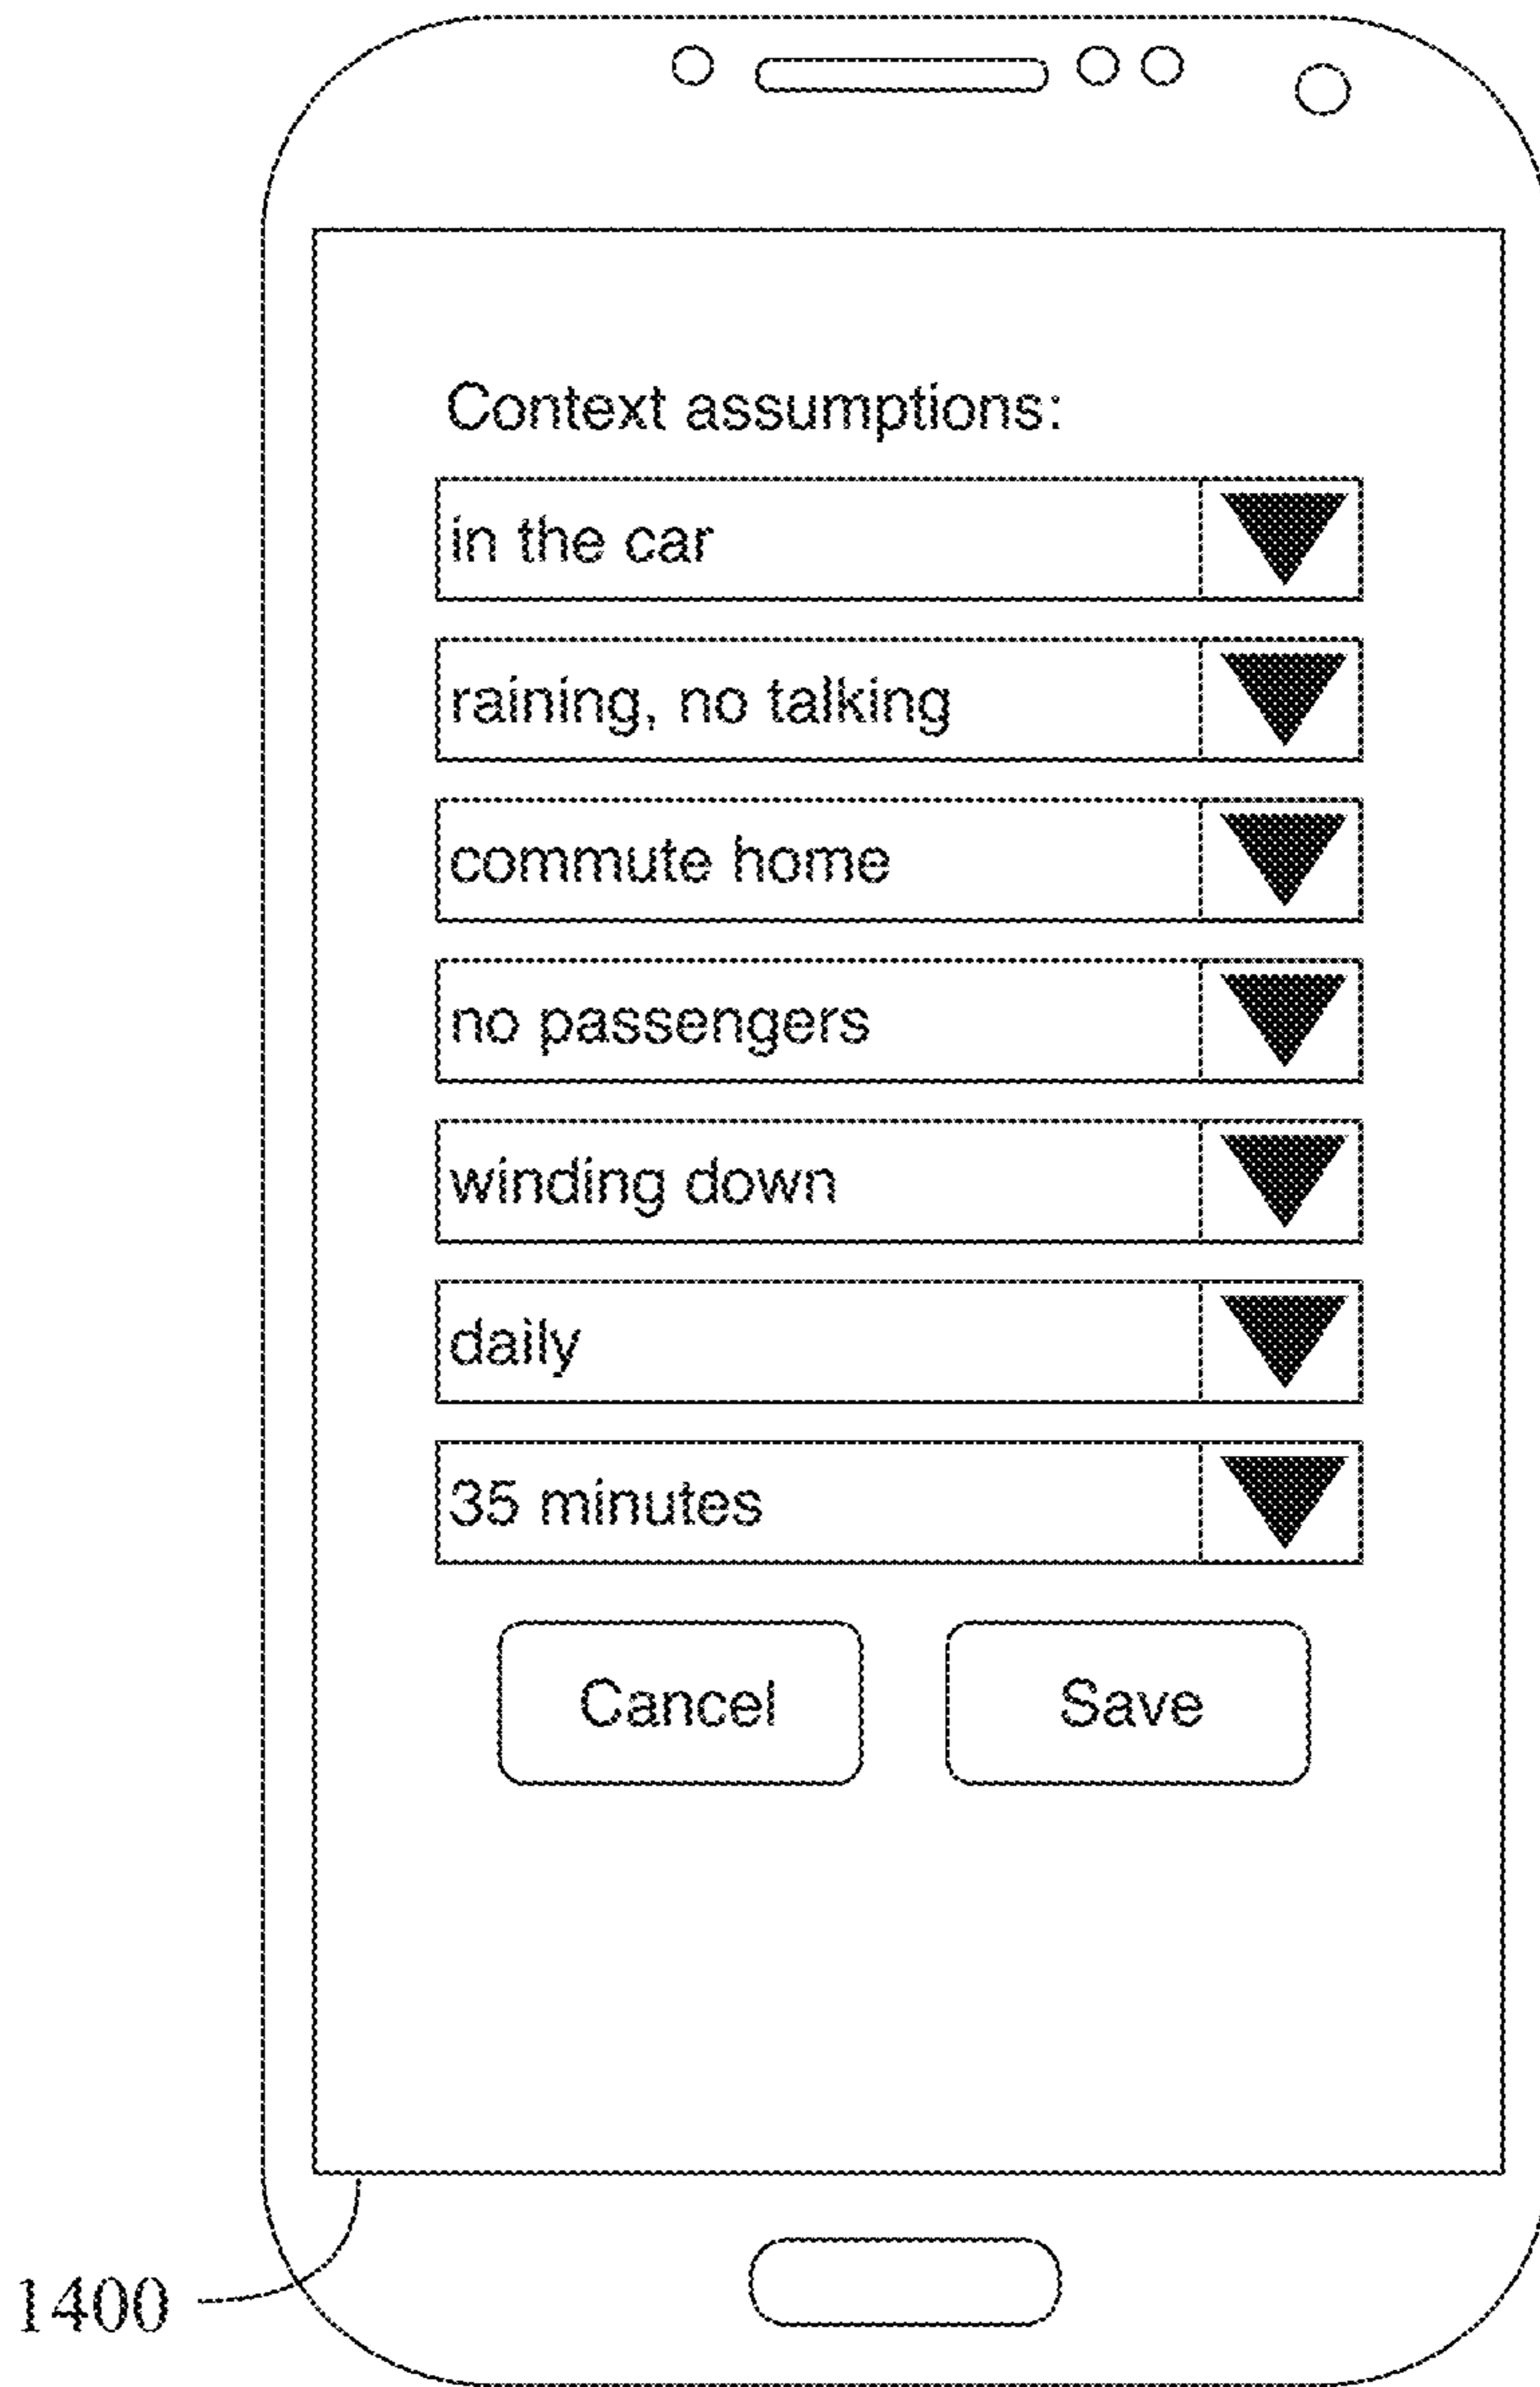 Context assumptions:
in the car
raining, no talking
commute home
no passengers
winding down
daily
35 minutes
Cancel Save
1400